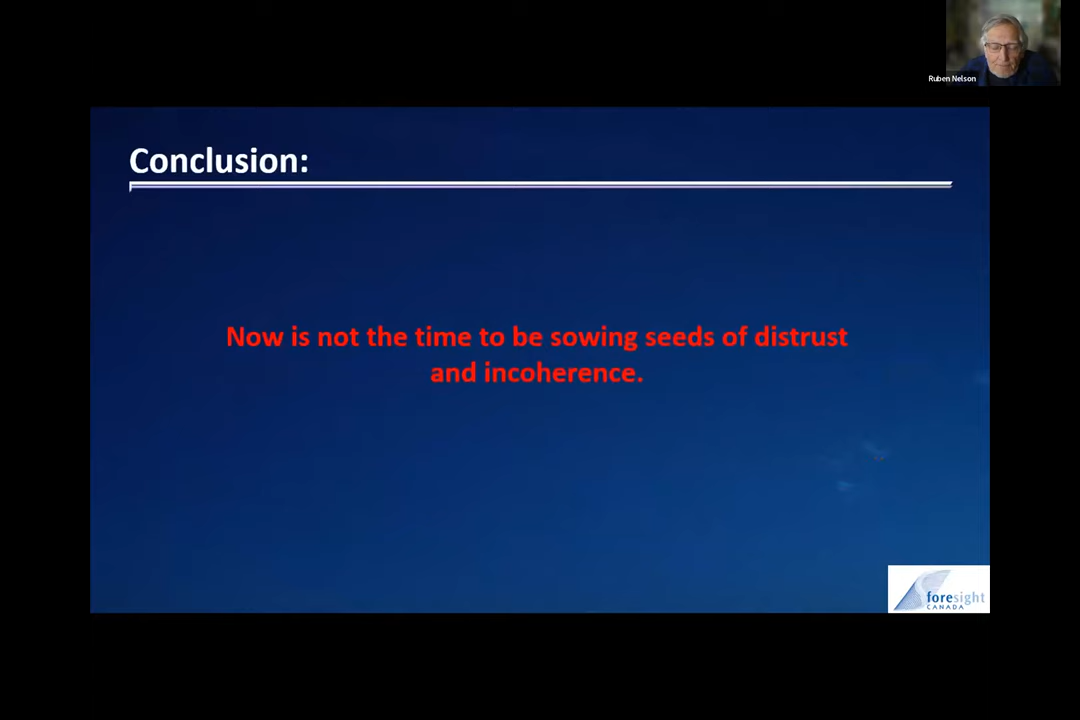 Ruben Nelson
Conclusion:
Now is not the time to be sowing seeds of distrust
and incoherence.
foresight
CANADA